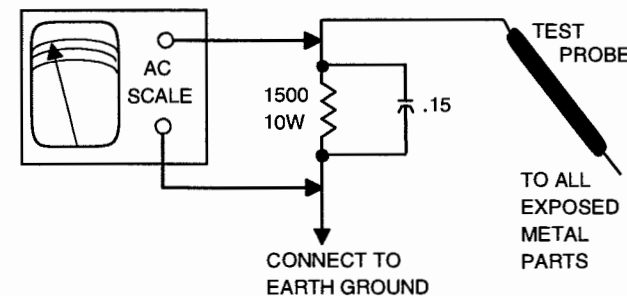 AC
SCALE
1500
10W
.15
TEST
PROBE
TO ALL
EXPOSED
METAL
PARTS
CONNECT TO
EARTH GROUND